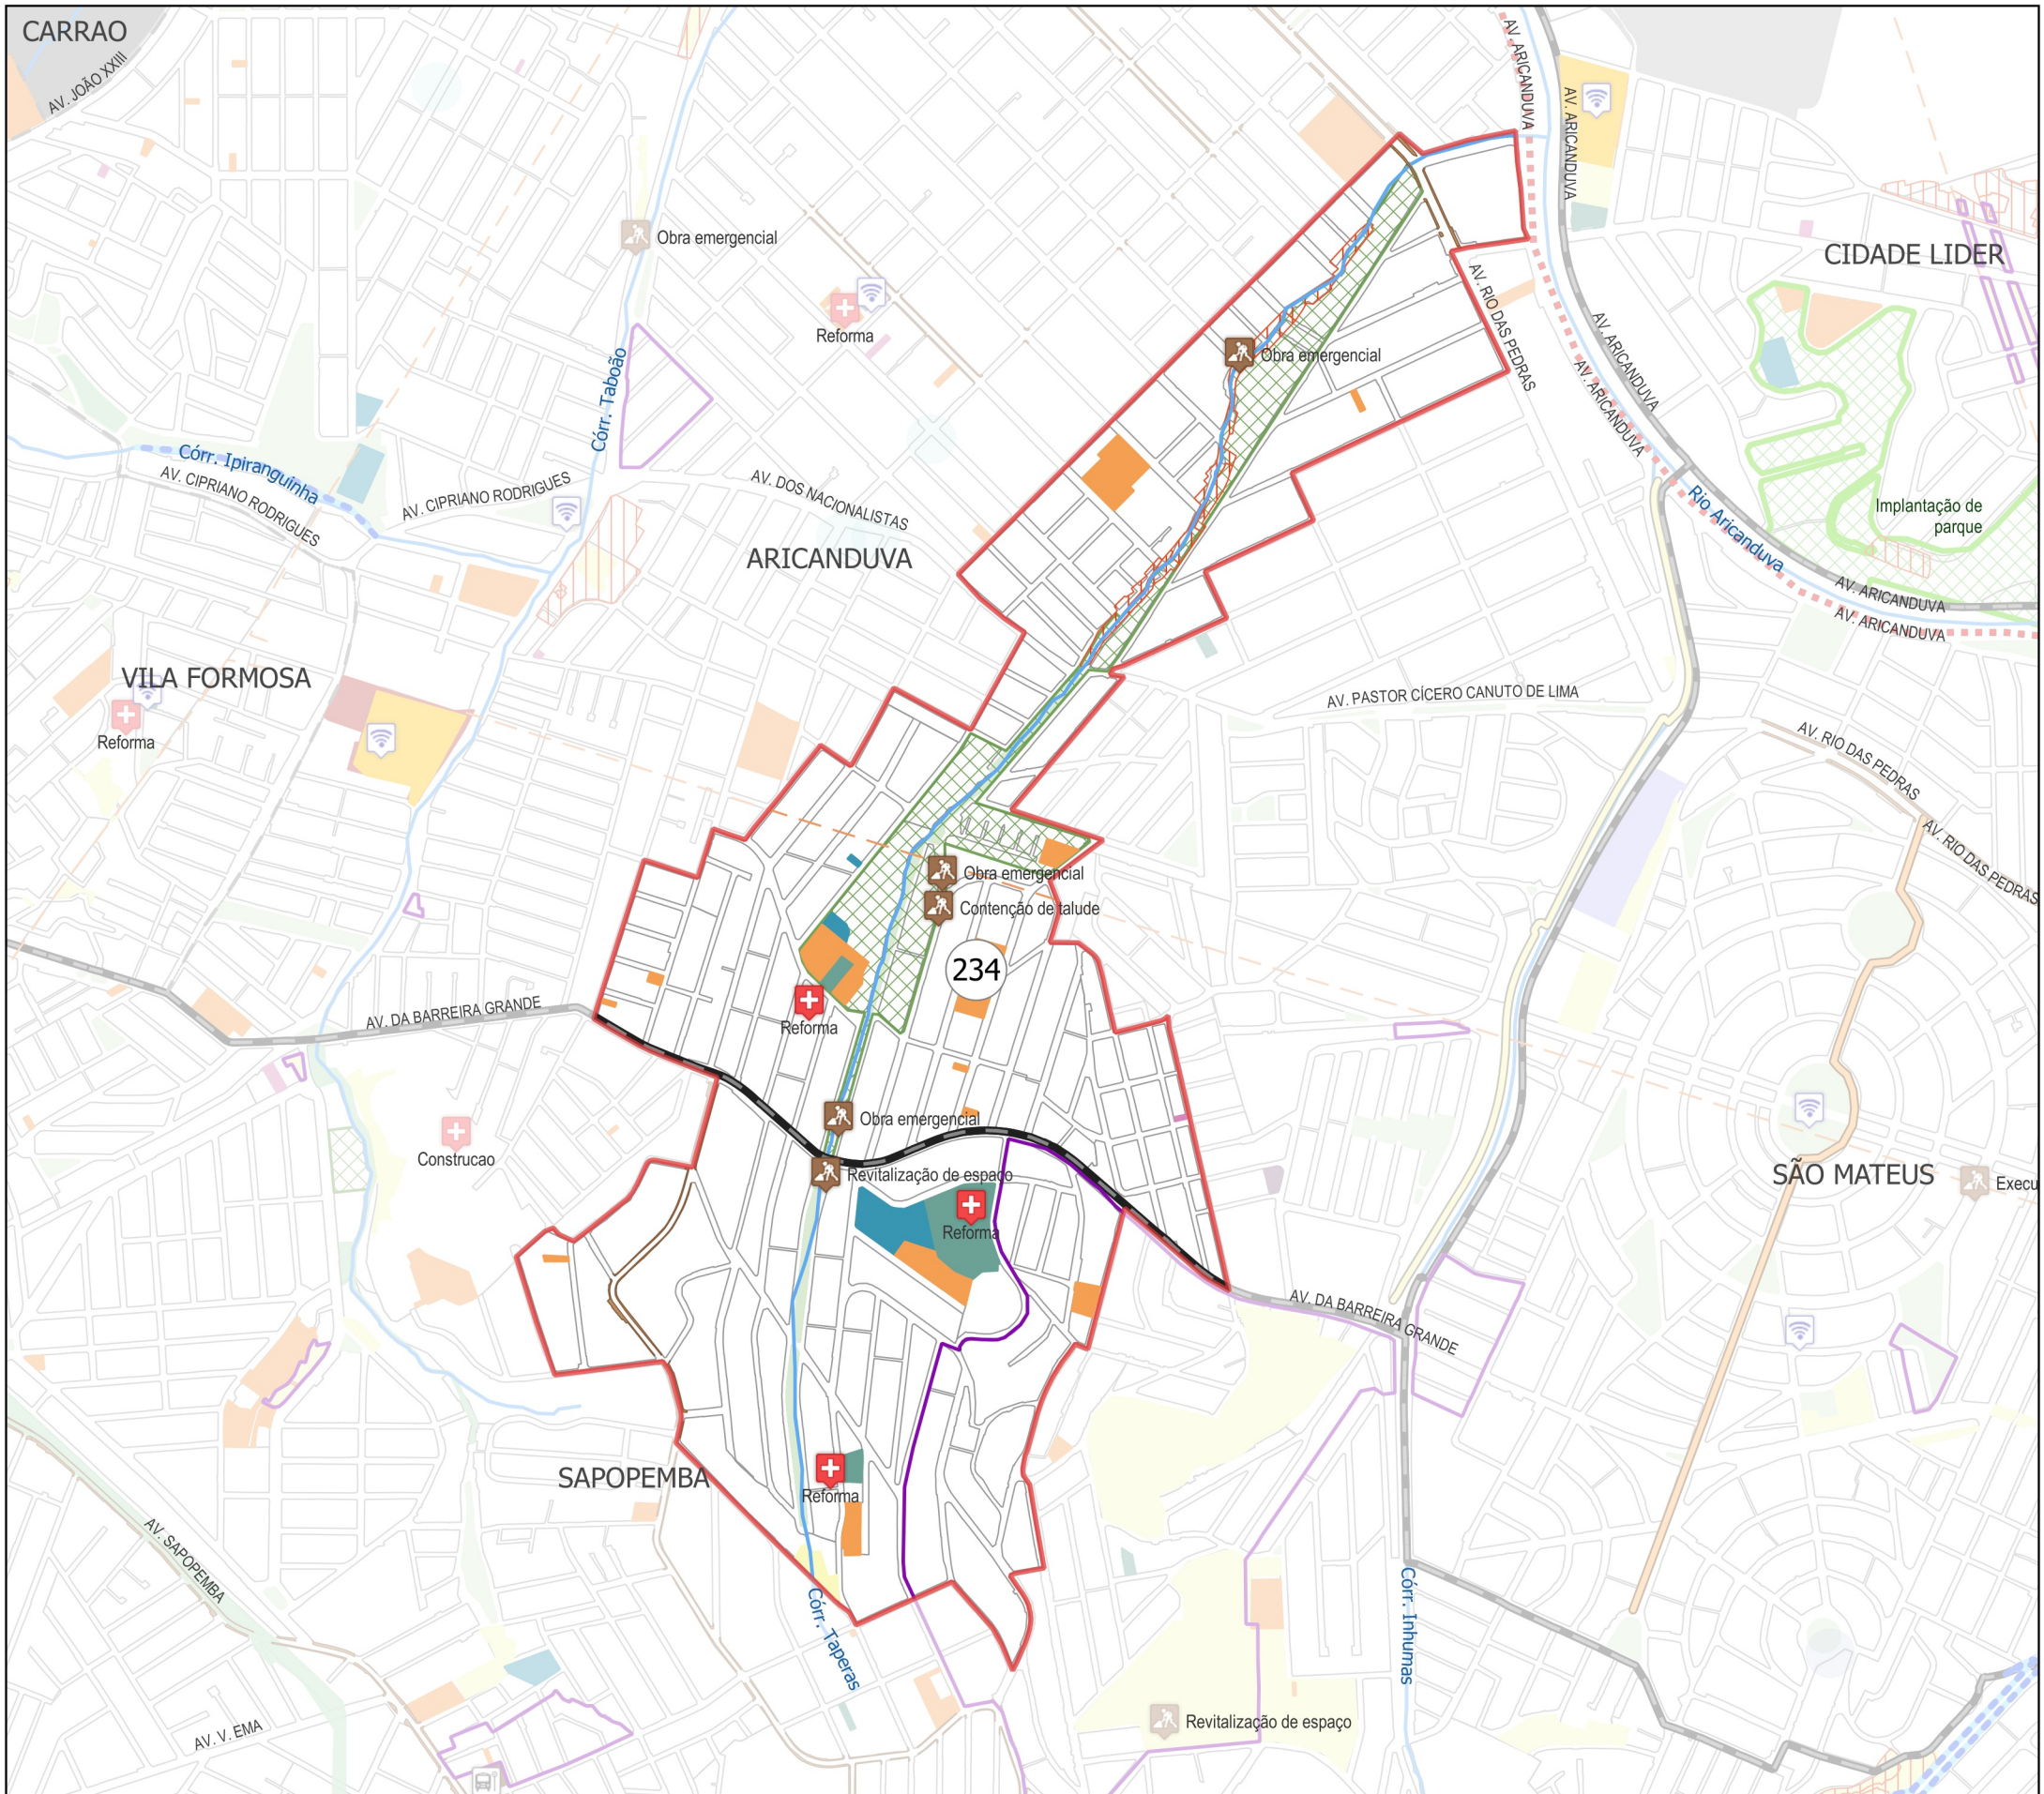 CARRAO
AV. JOÃO XXIII
AV. ARICANDUVA
AV. ARICANDUVA
Obra emergencial
CIDADE LIDER
Reforma
AV. RIO DAS PEDRAS
AV. ARICANDUVA
Obra emergencial
AV. ARICANDUVA
Córr. Taboão
Córr. Ipiranguinha
AV. CIPRIANO RODRIGUES
AV. CIPRIANO RODRIGUES
AV. DOS NACIONALISTAS
Rio Aricanduva
Implantação de
parque
ARICANDUVA
AV. ARICANDUVA
AV. ARICANDUVA
VILA FORMOSA
Reforma
AV. PASTOR CÍCERO CANUTO DE LIMA
AV. RIO DAS PEDRAS
AV. RIO DAS PEDRAS
Obra emergencial
Contenção de talude
234
AV. DA BARREIRA GRANDE
Reforma
Obra emergencial
Construcao
Revitalização de espaço
SÃO MATEUS
Execu
Reforma
AV. DA BARREIRA GRANDE
SAPOPEMBA
Reforma
AV. SAPOPEMBA
Córr. Taperas
Córr. Inhumas
AV. V. EMA
Revitalização de espaço